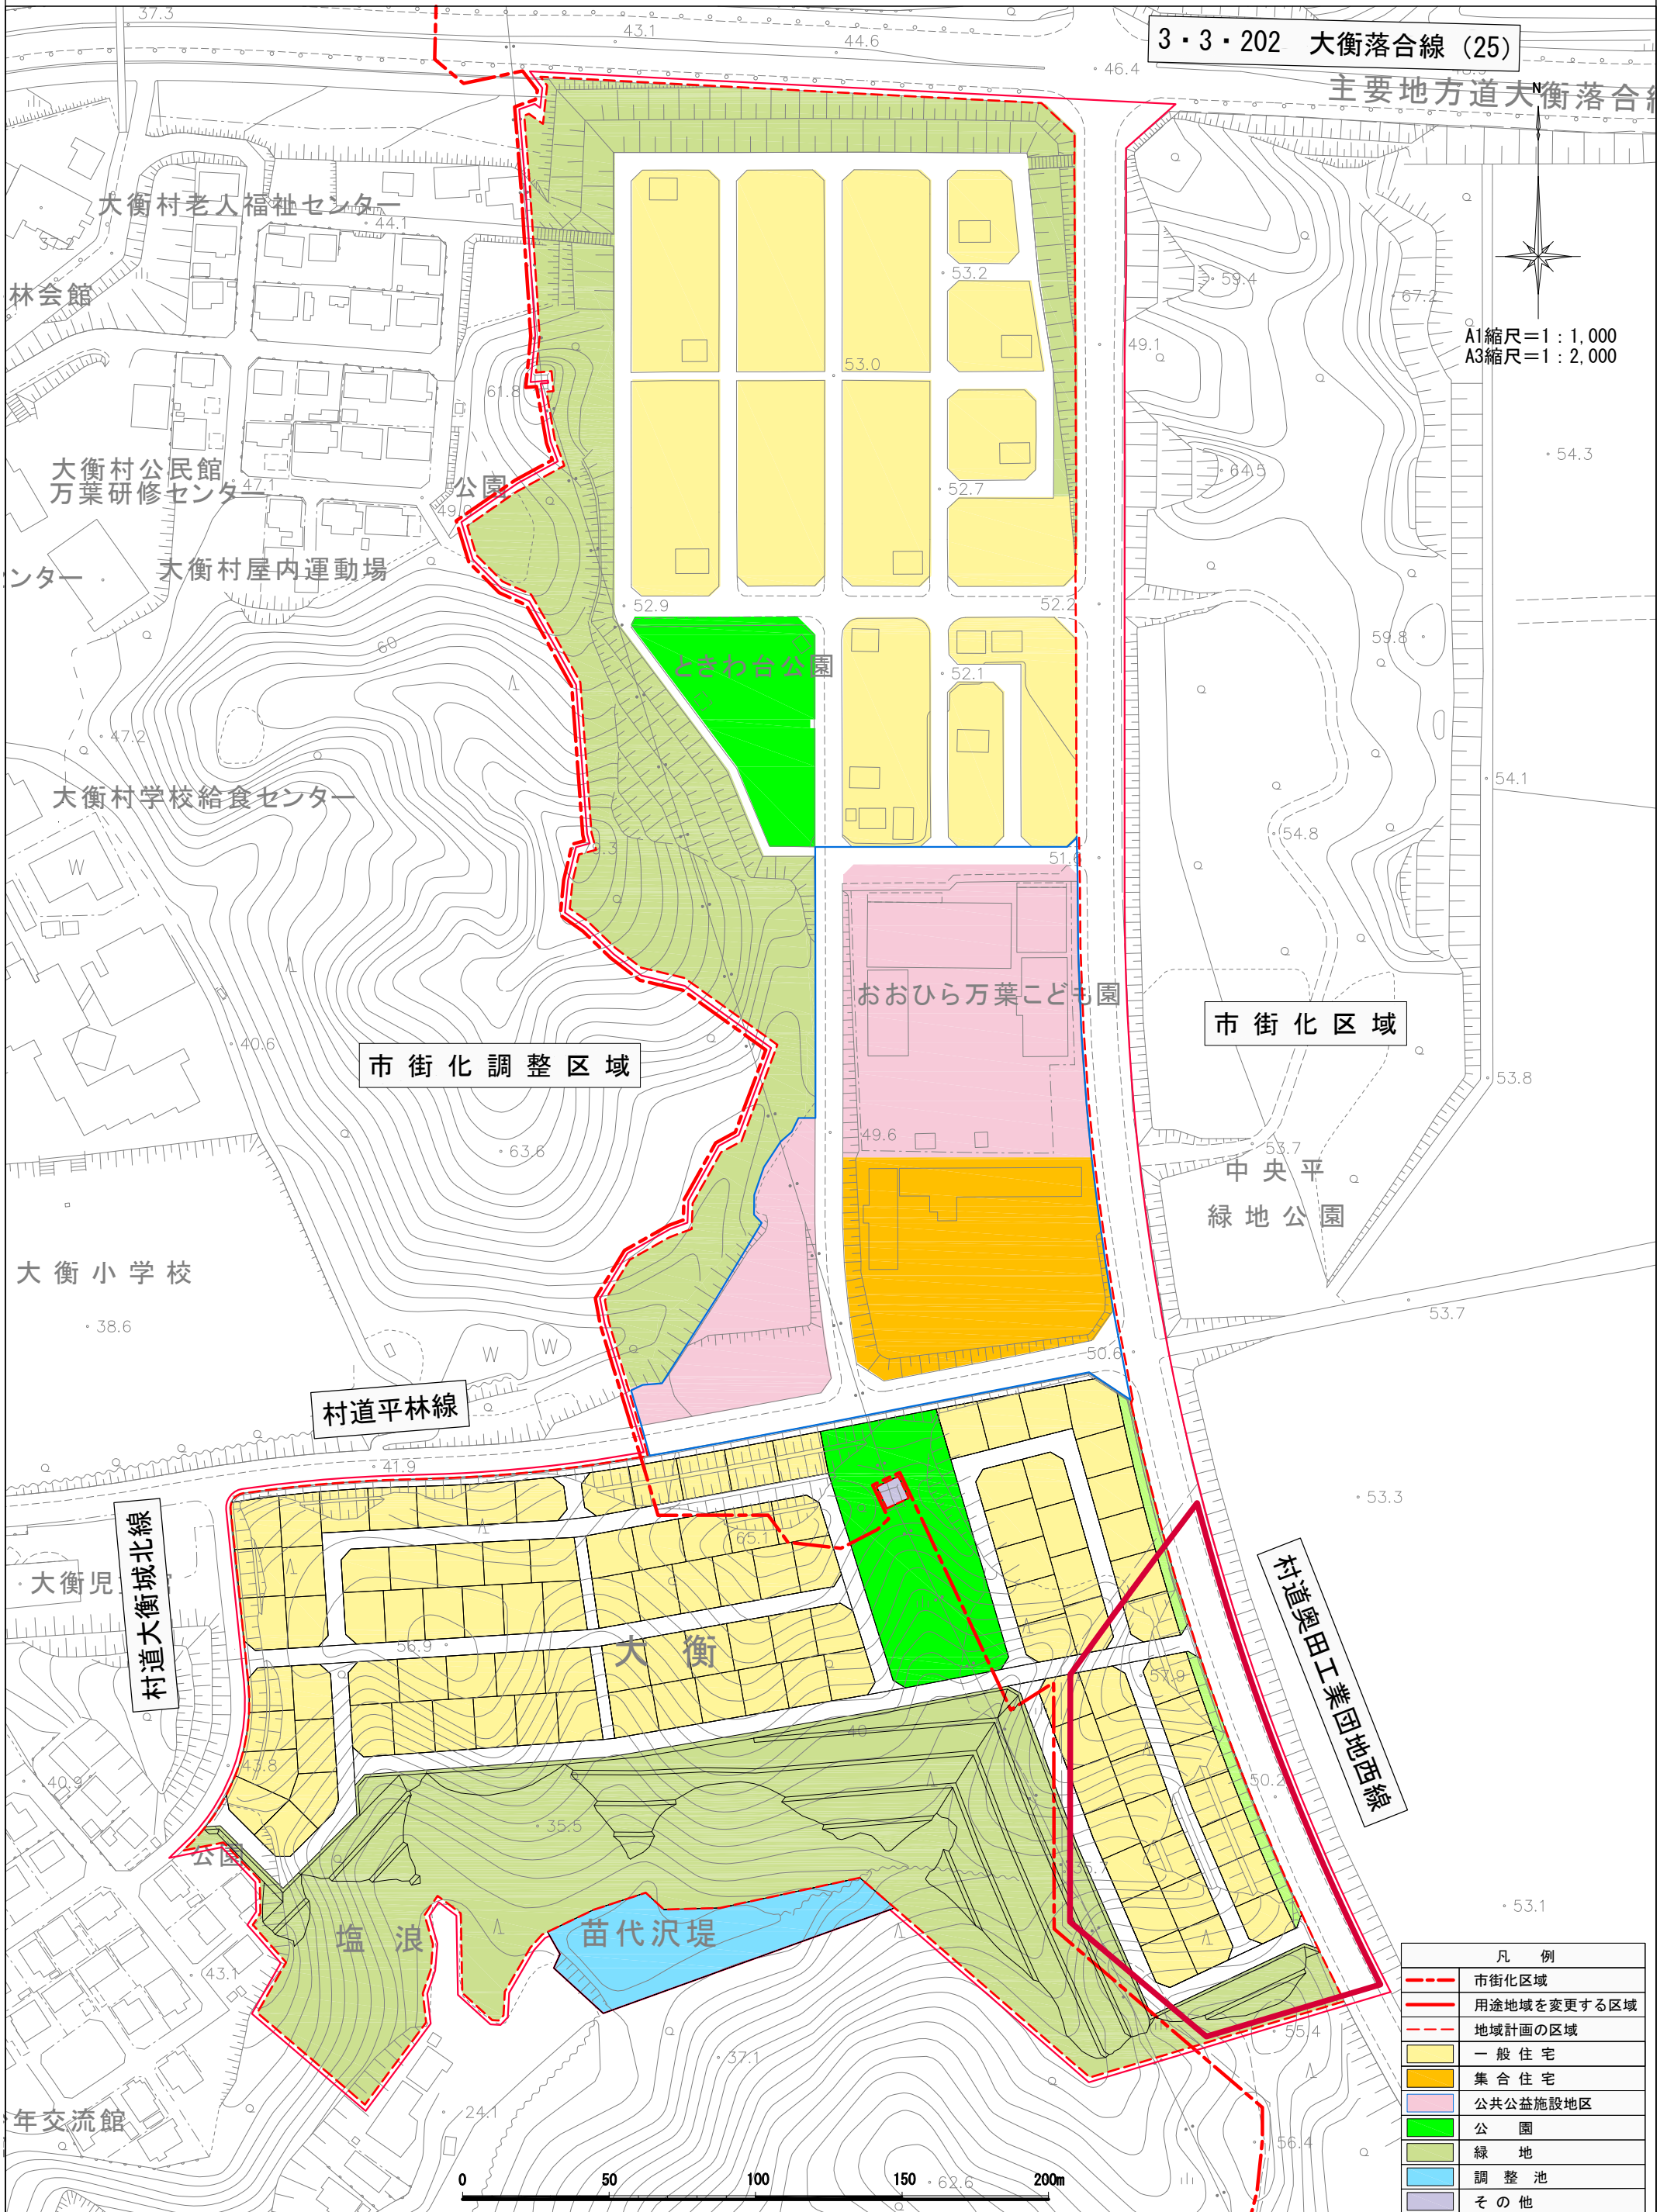 3・3・202　大衡落合線（25）
主要地方道大衡落合線
N
A1縮尺＝1：1,000
A3縮尺＝1：2,000
37.3
43.1
44.6
46.4
大衡村老人福祉センター
44.1
37.2
林会館
53.2
59.4
67.2
49.1
53.0
61.8
大衡村公民館
万葉研修センター
47.1
公園
49.0
52.7
64.5
54.3
ンター
大衡村屋内運動場
52.9
52.2
60
ときわ台公園
52.1
59.8
47.2
54.1
大衡村学校給食センター
W
54.8
51.6
おおひら万葉こども園
市街化区域
40.6
市街化調整区域
53.8
63.6
49.6
53.7
中央平
緑地公園
大衡小学校
38.6
53.7
W
W
50.6
村道平林線
41.9
53.3
村道大衡城北線
65.1
大衡児
村道奥田工業団地西線
56.9
大衡
57.9
40
43.8
40.9
50.2
35.5
公園
35.7
塩浪
苗代沢堤
53.1
43.1
55.4
37.1
24.1
年交流館
56.4
62.6
0　50　100　150　200m
凡　例
市街化区域
用途地域を変更する区域
地域計画の区域
一般住宅
集合住宅
公共公益施設地区
公　園
緑　地
調整池
その他